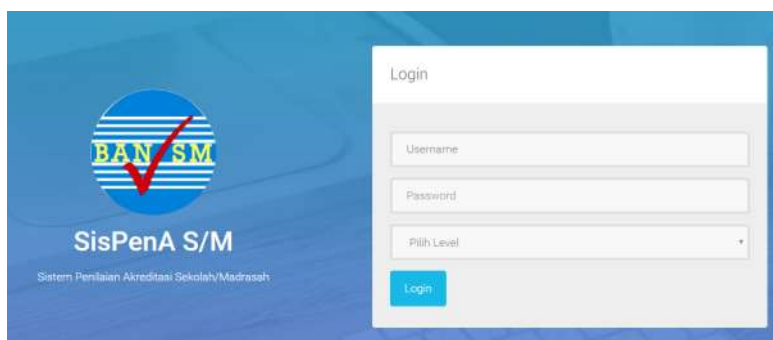 BAN SM
SisPenA S/M
Sistem Penilaian Akreditasi Sekolah/Madrasah
Login
Username
Password
Pilih Level
Login